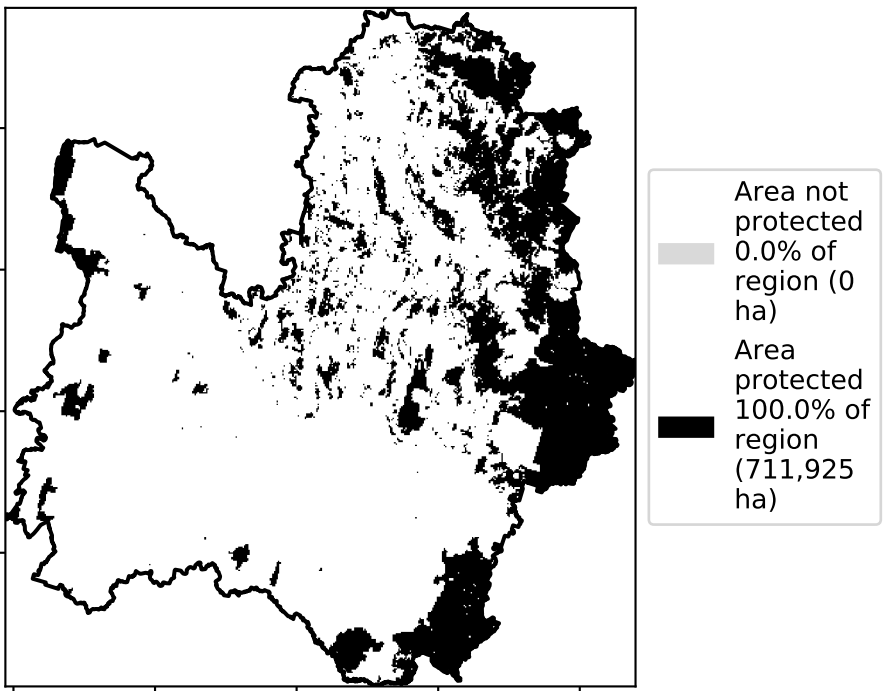 Area not
protected
0.0% of
region (0
ha)
Area
protected
100.0% of
region
(711,925
ha)